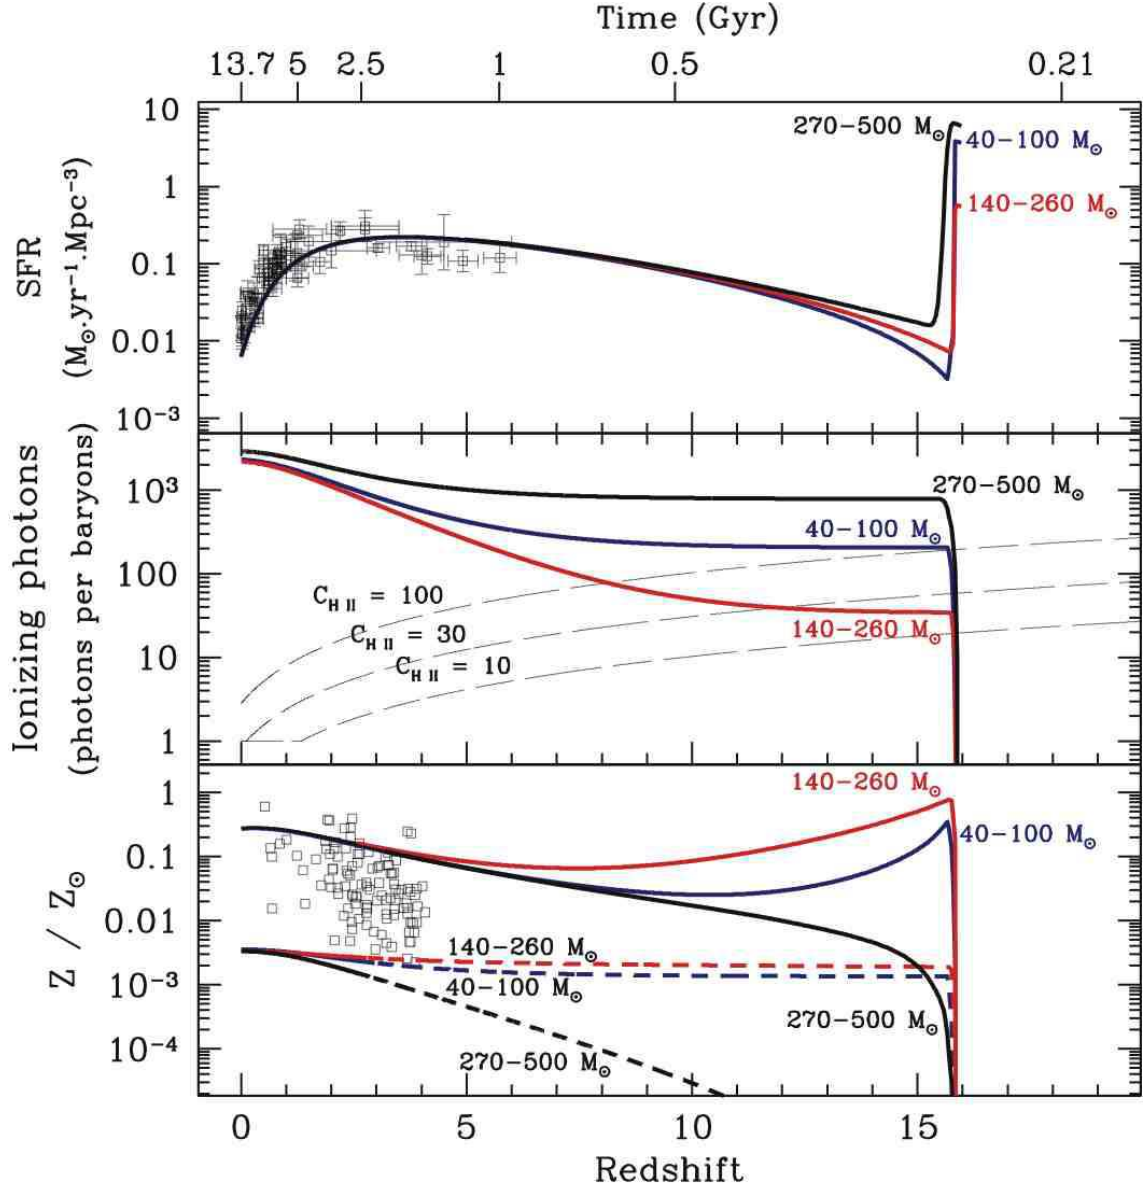 Time (Gyr)
13.7 5 2.5 1 0.5 0.21
10
1
0.1
0.01
10⁻³
SFR
(M⊙.yr⁻¹.Mpc⁻³)
270−500 M⊙
40−100 M⊙
140−260 M⊙
10³
100
10
1
Ionizing photons
(photons per baryons)
270−500 M⊙
40−100 M⊙
140−260 M⊙
C_H II = 100
C_H II = 30
C_H II = 10
1
0.1
0.01
10⁻³
10⁻⁴
Z / Z⊙
140−260 M⊙
40−100 M⊙
140−260 M⊙
40−100 M⊙
270−500 M⊙
270−500 M⊙
0 5 10 15
Redshift